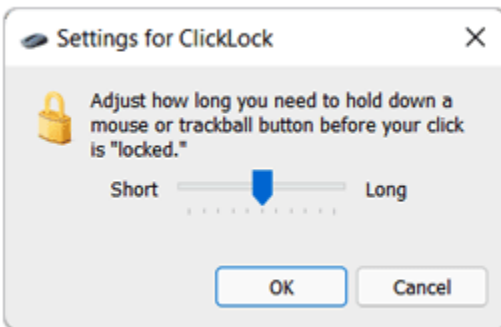 Settings for ClickLock
Adjust how long you need to hold down a
mouse or trackball button before your click
is "locked."
Short Long
OK Cancel